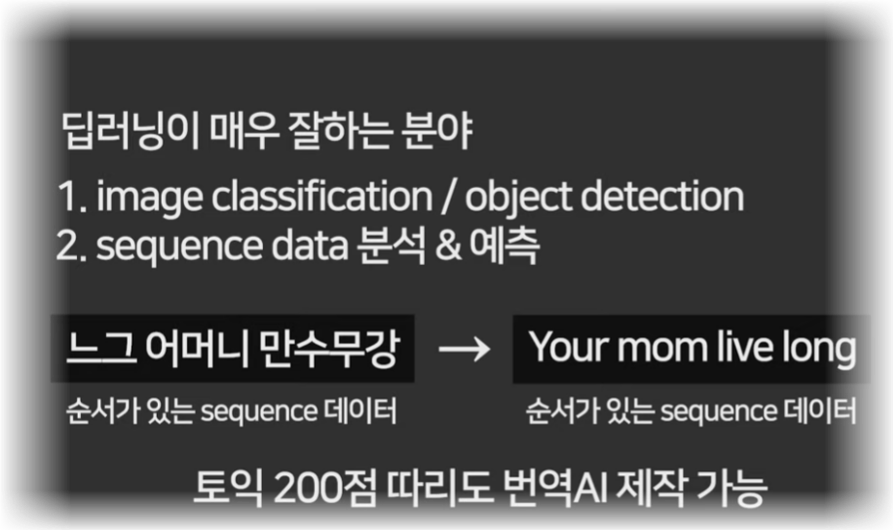 딥러닝이 매우 잘하는 분야
1. image classification / object detection
2. sequence data 분석 & 예측
느그 어머니 만수무강 → Your mom live long
순서가 있는 sequence 데이터 순서가 있는 sequence 데이터
토익 200점 따리도 번역AI 제작 가능